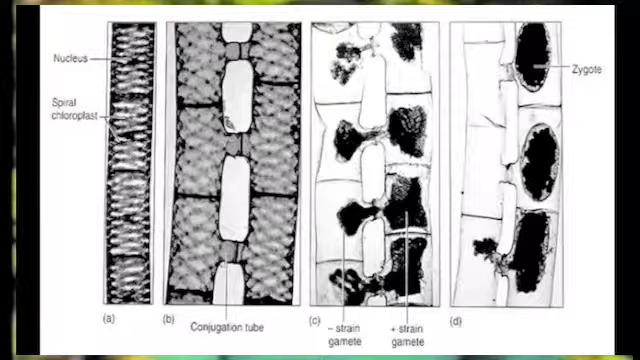 Nucleus
Spiral
chloroplast
Zygote
(a)
(b)
Conjugation tube
(c)
– strain
gamete
+ strain
gamete
(d)